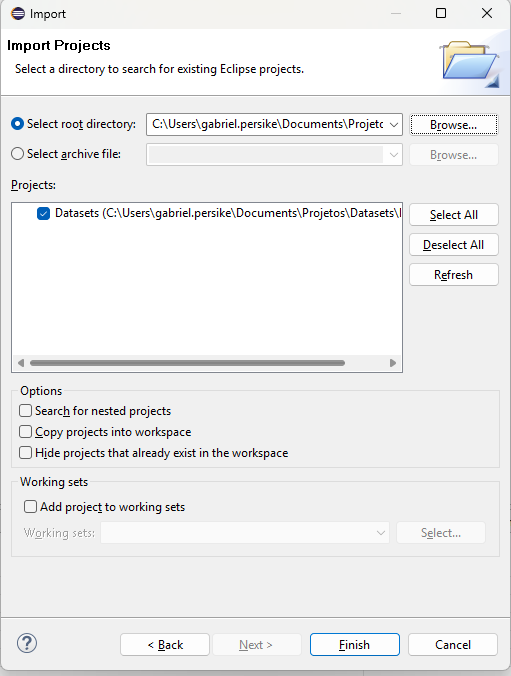 Import
Import Projects
Select a directory to search for existing Eclipse projects.
Select root directory: C:\Users\gabriel.persike\Documents\Projetc Browse...
Select archive file: Browse...
Projects:
Datasets (C:\Users\gabriel.persike\Documents\Projetos\Datasets\
Select All
Deselect All
Refresh
Options
Search for nested projects
Copy projects into workspace
Hide projects that already exist in the workspace
Working sets
Add project to working sets
Working sets: Select...
? < Back Next > Finish Cancel